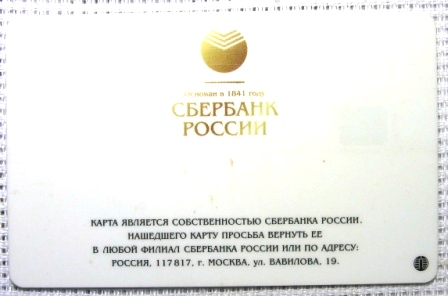 Основан в 1841 году
СБЕРБАНК
РОССИИ
КАРТА ЯВЛЯЕТСЯ СОБСТВЕННОСТЬЮ СБЕРБАНКА РОССИИ.
НАШЕДШЕГО КАРТУ ПРОСЬБА ВЕРНУТЬ ЕЕ
В ЛЮБОЙ ФИЛИАЛ СБЕРБАНКА РОССИИ ИЛИ ПО АДРЕСУ:
РОССИЯ, 117817, г. МОСКВА, ул. ВАВИЛОВА, 19.